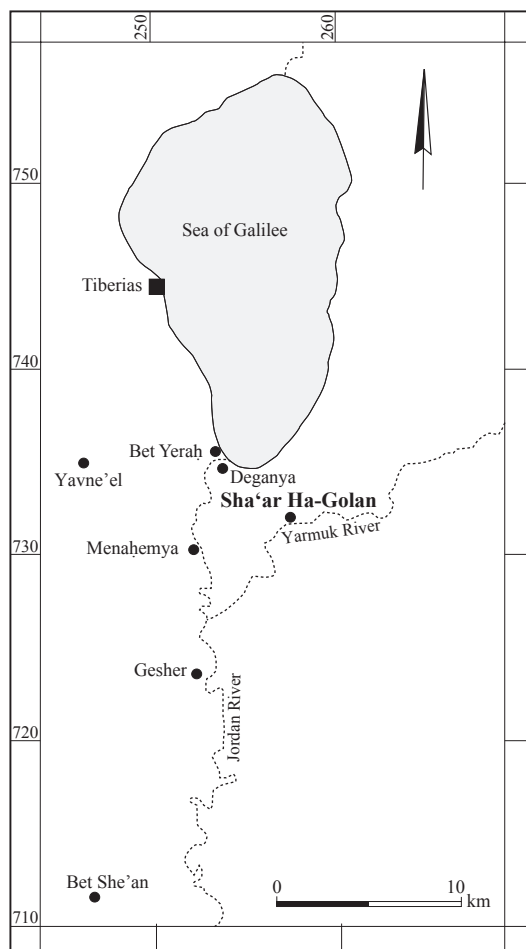 250
260
750
Sea of Galilee
Tiberias
740
Bet Yerah
Yavne’el
Deganya
Sha‘ar Ha-Golan
Yarmuk River
730
Menaḥemya
Gesher
Jordan River
720
Bet She’an
0
10
km
710